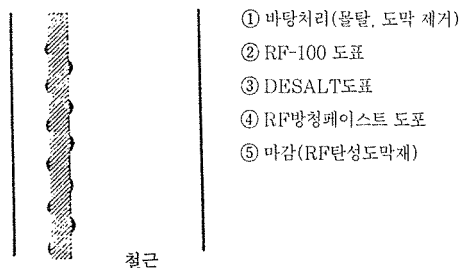 ① 바탕처리(몰탈, 도막 제거)
② RF-100 도표
③ DESALT도표
④ RF방청페이스트 도포
⑤ 마감(RF탄성도막재)
철근